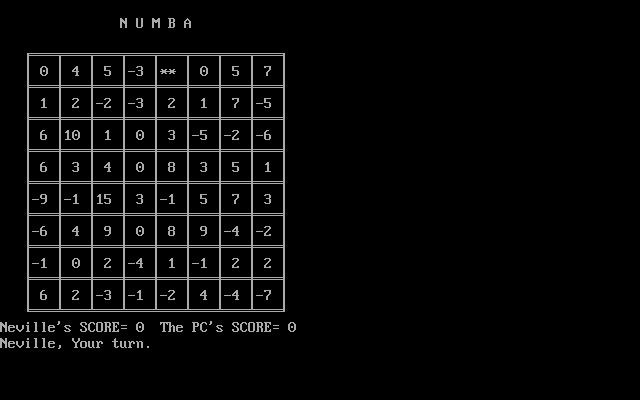 N U M B A
0 4 5 -3 ** 0 5 7
1 2 -2 -3 2 1 7 -5
6 10 1 0 3 -5 -2 -6
6 3 4 0 8 3 5 1
-9 -1 15 3 -1 5 7 3
-6 4 9 0 8 9 -4 -2
-1 0 2 -4 1 -1 2 2
6 2 -3 -1 -2 4 -4 -7
Neville's SCORE= 0  The PC's SCORE= 0
Neville, Your turn.